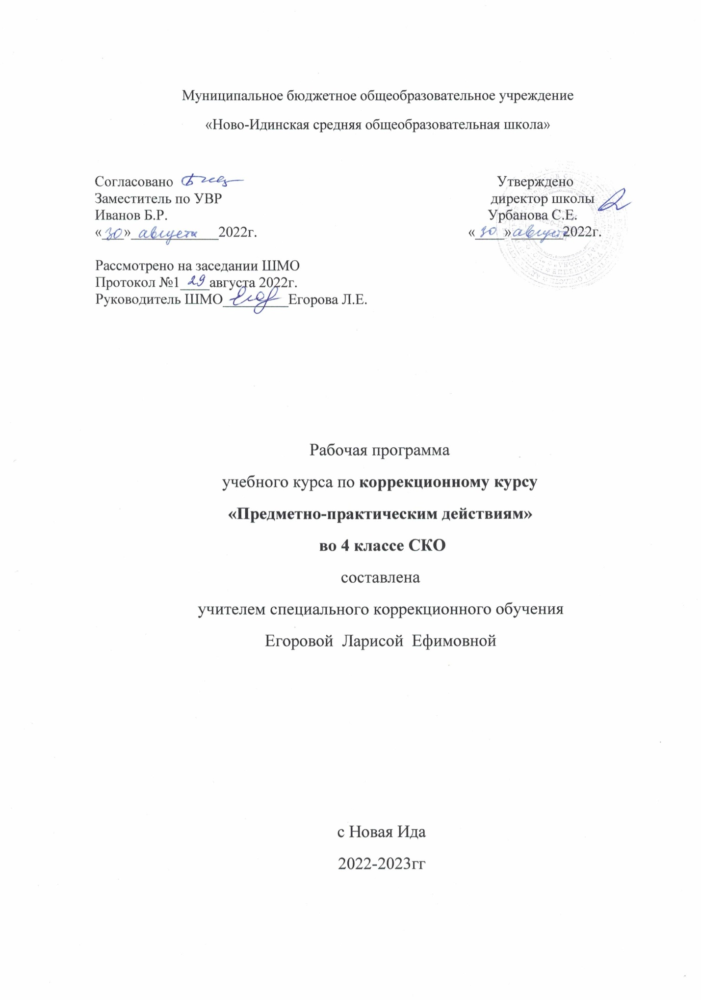 Муниципальное бюджетное общеобразовательное учреждение
«Ново-Идинская средняя общеобразовательная школа»
Согласовано Утверждено
Заместитель по УВР директор школы
Иванов Б.Р. Урбанова С.Е.
«30» августа 2022г. «30» августа 2022г.
Рассмотрено на заседании ШМО
Протокол №1 29 августа 2022г.
Руководитель ШМО__________Егорова Л.Е.
Рабочая программа
учебного курса по коррекционному курсу
«Предметно-практическим действиям»
во 4 классе СКО
составлена
учителем специального коррекционного обучения
Егоровой Ларисой Ефимовной
с Новая Ида
2022-2023гг